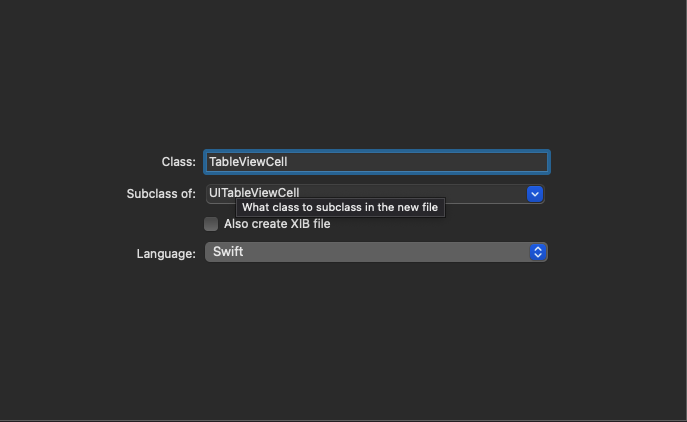 Class: TableViewCell
Subclass of: UITableViewCell
What class to subclass in the new file
Also create XIB file
Language: Swift